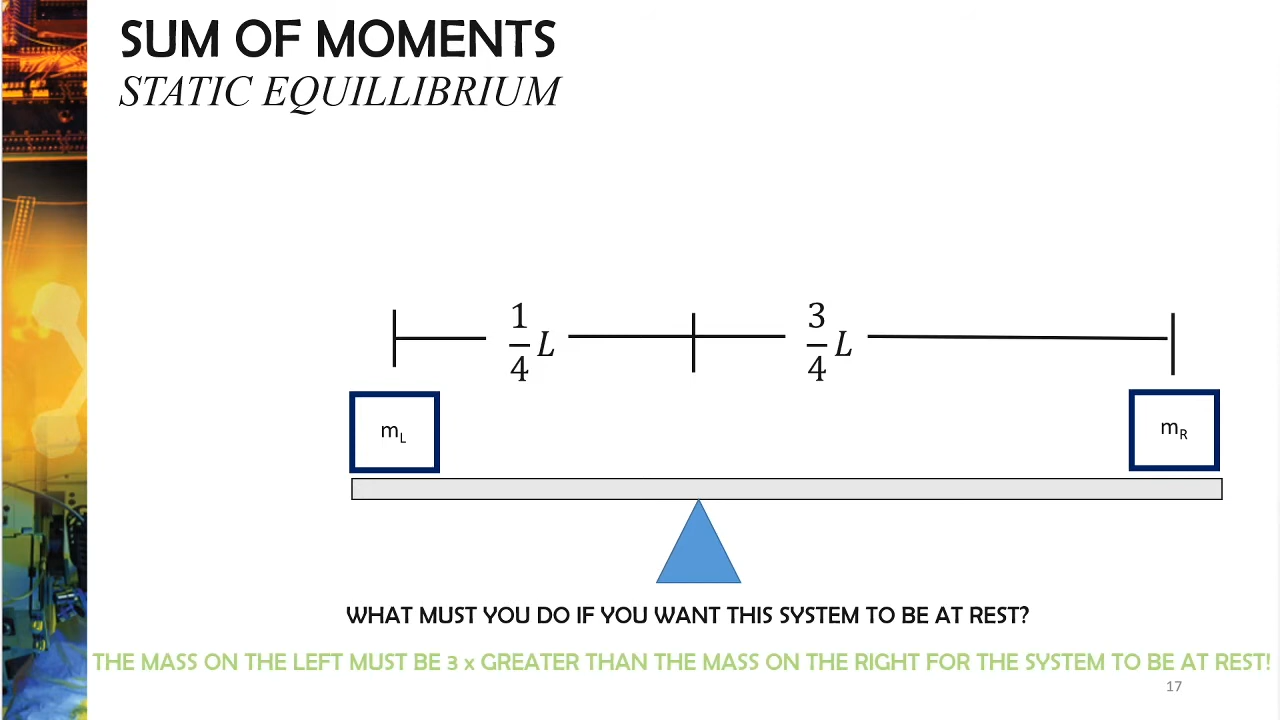 SUM OF MOMENTS
STATIC EQUILLIBRIUM
1/4 L
3/4 L
mL
mR
WHAT MUST YOU DO IF YOU WANT THIS SYSTEM TO BE AT REST?
THE MASS ON THE LEFT MUST BE 3 x GREATER THAN THE MASS ON THE RIGHT FOR THE SYSTEM TO BE AT REST!
17